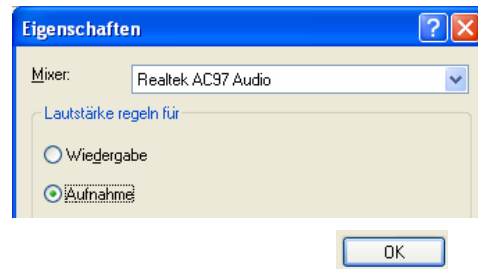 Eigenschaften
Mixer: Realtek AC97 Audio
Lautstärke regeln für
Wiedergabe
Aufnahme
OK